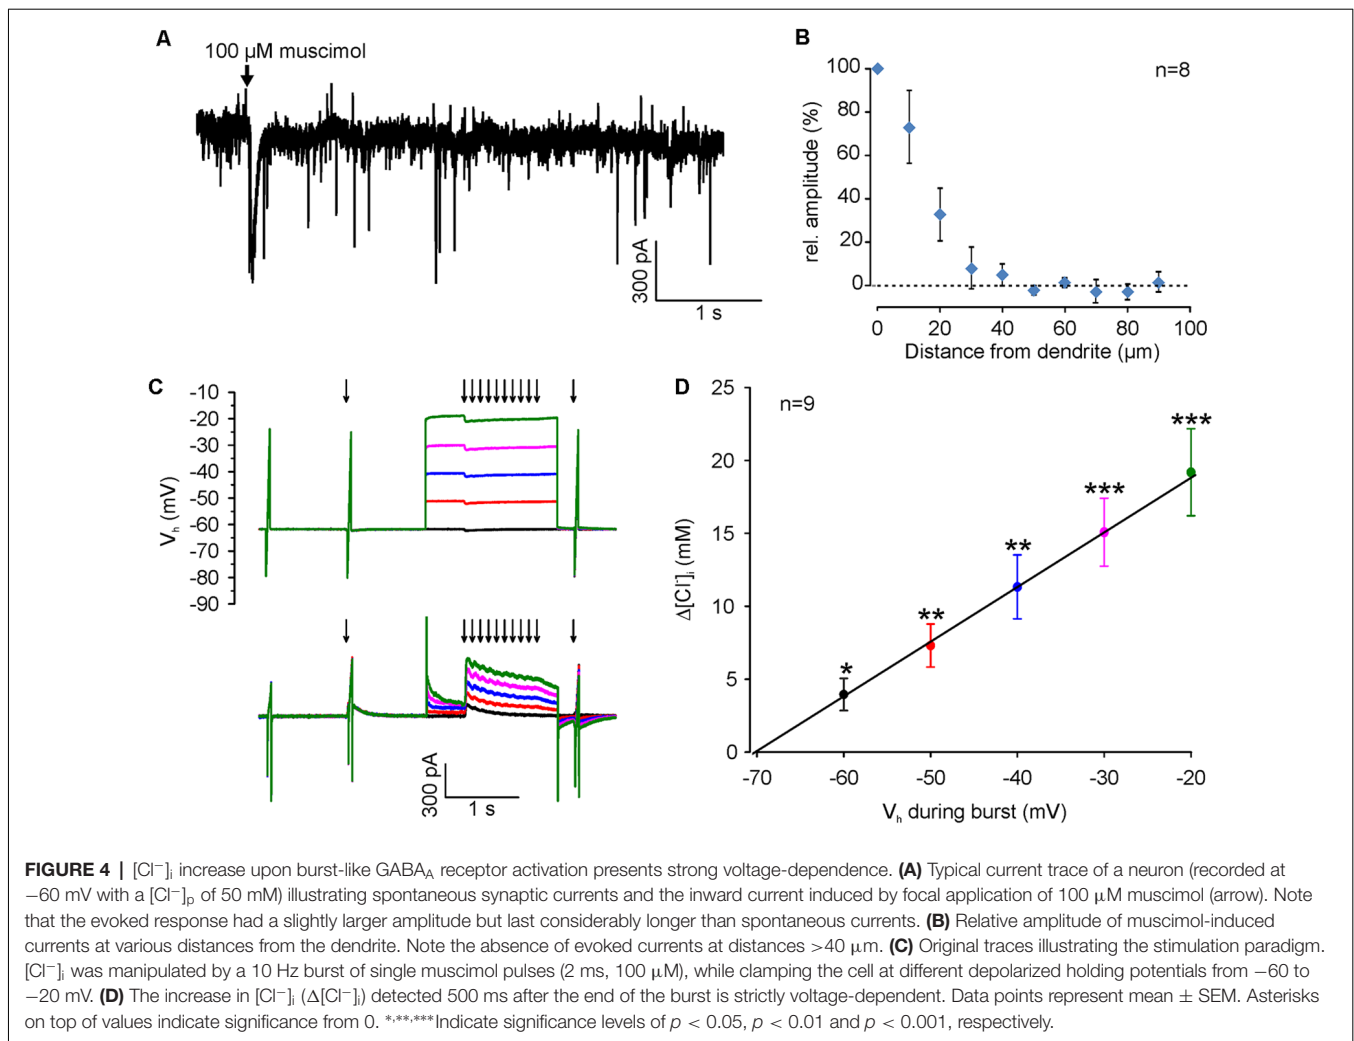 A
100 µM muscimol
300 pA
1 s
B
n=8
rel. amplitude (%)
100
80
60
40
20
0
0 20 40 60 80 100
Distance from dendrite (µm)
C
V_h (mV)
-10
-20
-30
-40
-50
-60
-70
-80
-90
300 pA
1 s
D
n=9
Δ[Cl⁻]ᵢ (mM)
25
20
15
10
5
0
*
**
**
***
***
-70 -60 -50 -40 -30 -20
V_h during burst (mV)
FIGURE 4 | [Cl⁻]ᵢ increase upon burst-like GABA_A receptor activation presents strong voltage-dependence. (A) Typical current trace of a neuron (recorded at
−60 mV with a [Cl⁻]ₚ of 50 mM) illustrating spontaneous synaptic currents and the inward current induced by focal application of 100 µM muscimol (arrow). Note
that the evoked response had a slightly larger amplitude but last considerably longer than spontaneous currents. (B) Relative amplitude of muscimol-induced
currents at various distances from the dendrite. Note the absence of evoked currents at distances >40 µm. (C) Original traces illustrating the stimulation paradigm.
[Cl⁻]ᵢ was manipulated by a 10 Hz burst of single muscimol pulses (2 ms, 100 µM), while clamping the cell at different depolarized holding potentials from −60 to
−20 mV. (D) The increase in [Cl⁻]ᵢ (Δ[Cl⁻]ᵢ) detected 500 ms after the end of the burst is strictly voltage-dependent. Data points represent mean ± SEM. Asterisks
on top of values indicate significance from 0. *,**,***Indicate significance levels of p < 0.05, p < 0.01 and p < 0.001, respectively.